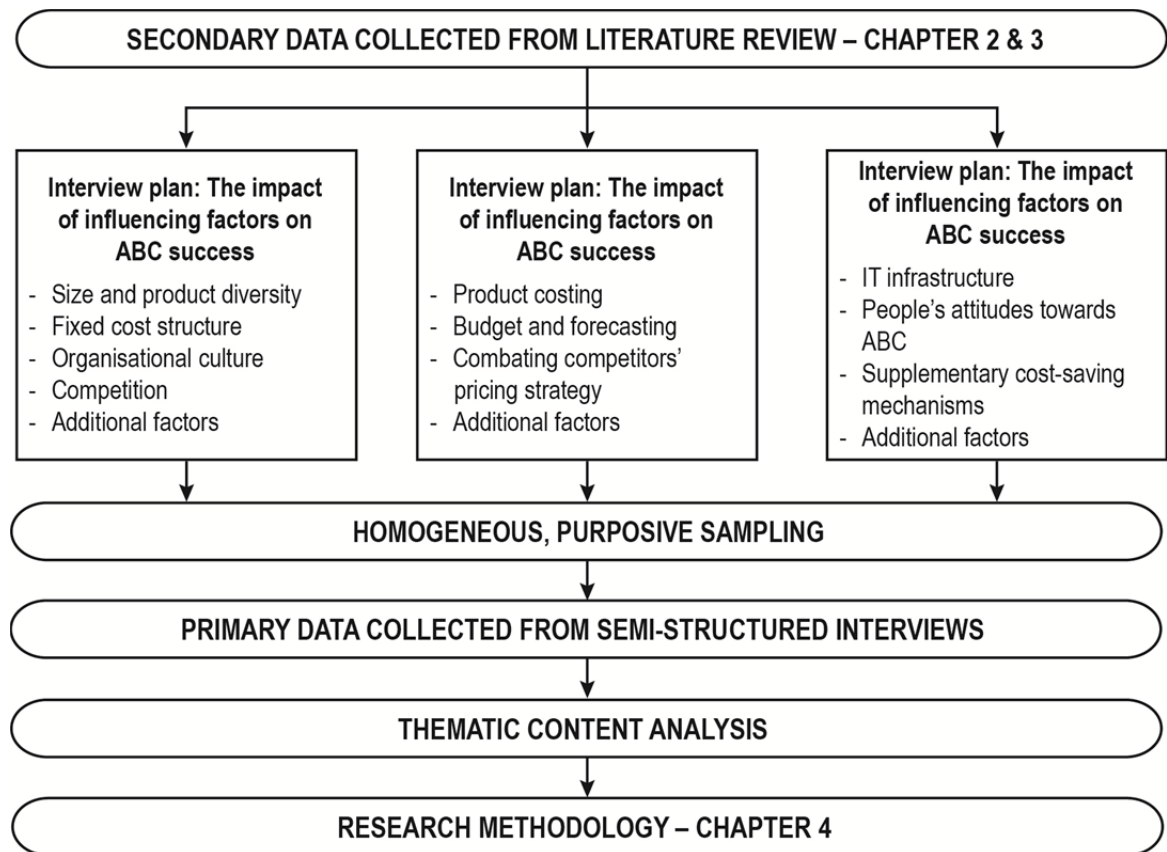 SECONDARY DATA COLLECTED FROM LITERATURE REVIEW – CHAPTER 2 & 3
Interview plan: The impact
of influencing factors on
ABC success
- Size and product diversity
- Fixed cost structure
- Organisational culture
- Competition
- Additional factors
Interview plan: The impact
of influencing factors on
ABC success
- Product costing
- Budget and forecasting
- Combating competitors’
pricing strategy
- Additional factors
Interview plan: The impact
of influencing factors on
ABC success
- IT infrastructure
- People’s attitudes towards
ABC
- Supplementary cost-saving
mechanisms
- Additional factors
HOMOGENEOUS, PURPOSIVE SAMPLING
PRIMARY DATA COLLECTED FROM SEMI-STRUCTURED INTERVIEWS
THEMATIC CONTENT ANALYSIS
RESEARCH METHODOLOGY – CHAPTER 4